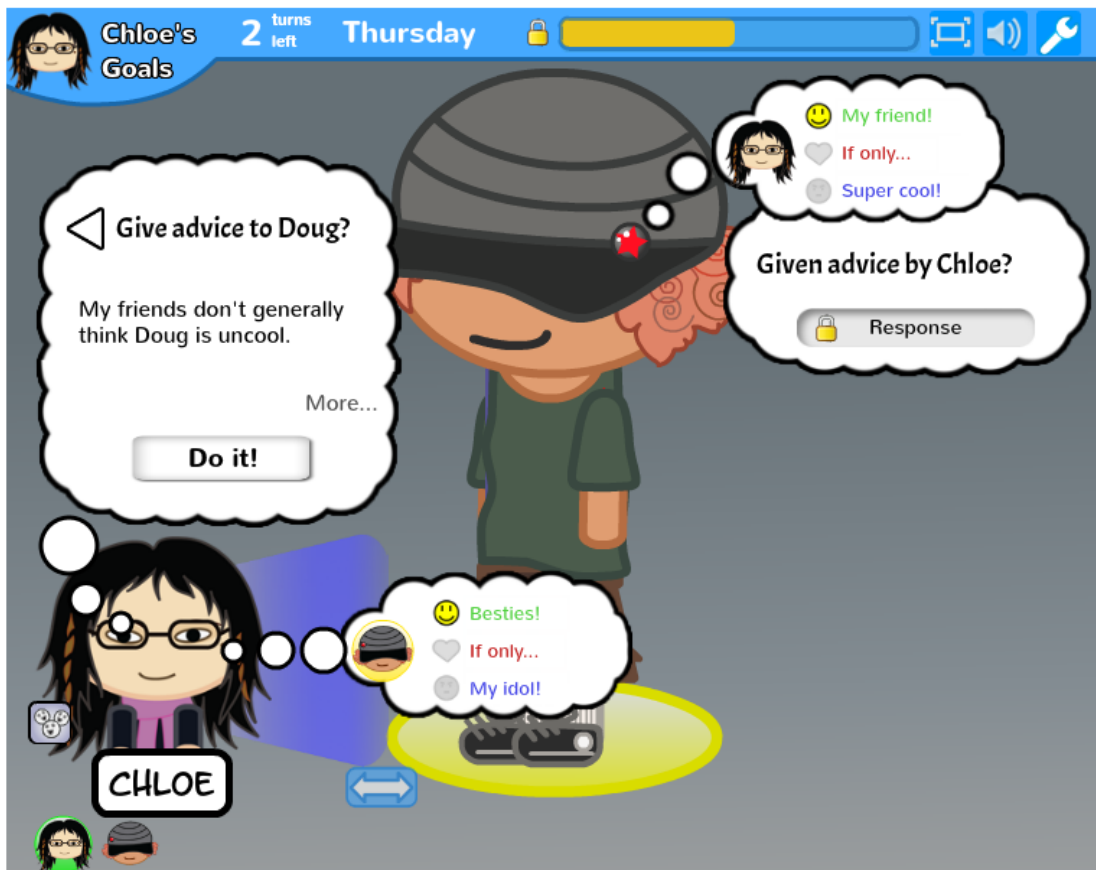 Chloe's
Goals
2 turns
left
Thursday
My friend!
If only...
Super cool!
Give advice to Doug?
My friends don't generally
think Doug is uncool.
More...
Do it!
Given advice by Chloe?
Response
Besties!
If only...
My idol!
CHLOE